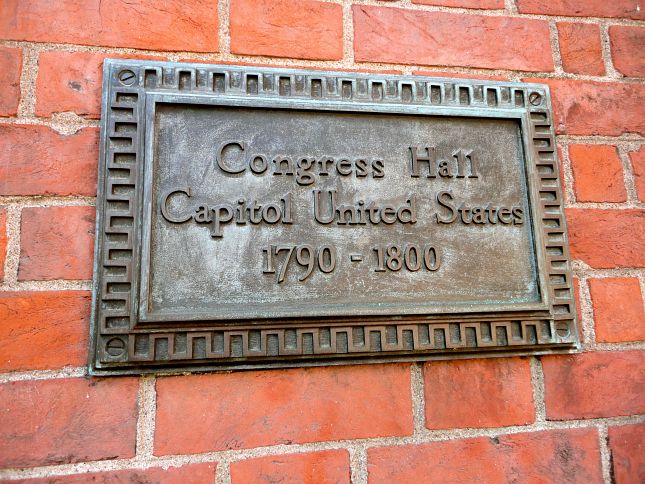 Congress Hall
Capitol United States
1790 - 1800